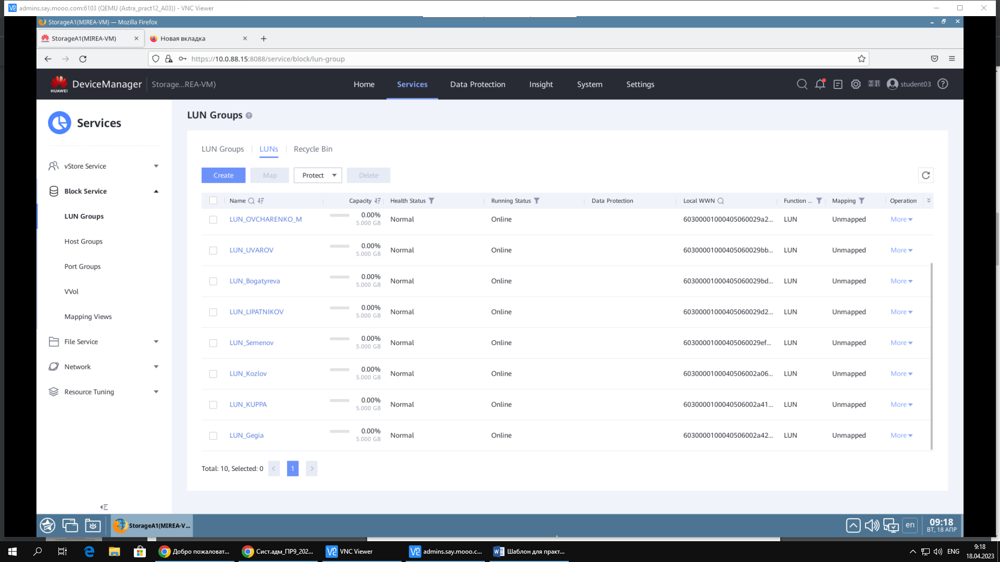 admins.say.mooo.com:6103 (QEMU (Astra_pract12_A03)) - VNC Viewer
StorageA1(MIREA-VM) — Mozilla Firefox
StorageA1(MIREA-VM)
Новая вкладка
https://10.0.88.15:8088/service/block/lun-group
HUAWEI
DeviceManager
Storage...REA-VM)
Home
Services
Data Protection
Insight
System
Settings
student03
Services
vStore Service
Block Service
LUN Groups
Host Groups
Port Groups
VVol
Mapping Views
File Service
Network
Resource Tuning
LUN Groups
LUN Groups
LUNs
Recycle Bin
Create
Map
Protect
Delete
Name Capacity Health Status Running Status Data Protection Local WWN Function ... Mapping Operation
LUN_OVCHARENKO_M 0.00% 5.000 GB Normal Online 60300001000405060029a2... LUN Unmapped More
LUN_UVAROV 0.00% 5.000 GB Normal Online 60300001000405060029bb... LUN Unmapped More
LUN_Bogatyreva 0.00% 5.000 GB Normal Online 60300001000405060029bd... LUN Unmapped More
LUN_LIPATNIKOV 0.00% 5.000 GB Normal Online 60300001000405060029d2... LUN Unmapped More
LUN_Semenov 0.00% 5.000 GB Normal Online 60300001000405060029ef... LUN Unmapped More
LUN_Kozlov 0.00% 5.000 GB Normal Online 6030000100040506002a06... LUN Unmapped More
LUN_KUPPA 0.00% 5.000 GB Normal Online 6030000100040506002a41... LUN Unmapped More
LUN_Gegia 0.00% 5.000 GB Normal Online 6030000100040506002a42... LUN Unmapped More
Total: 10, Selected: 0
1
StorageA1(MIREA-V...
en
09:18
ВТ, 18 АПР
Добро пожаловат...
Сист.адм_ПР9_202...
VNC Viewer
admins.say.mooo.c...
Шаблон для практ...
ENG
9:18
18.04.2023